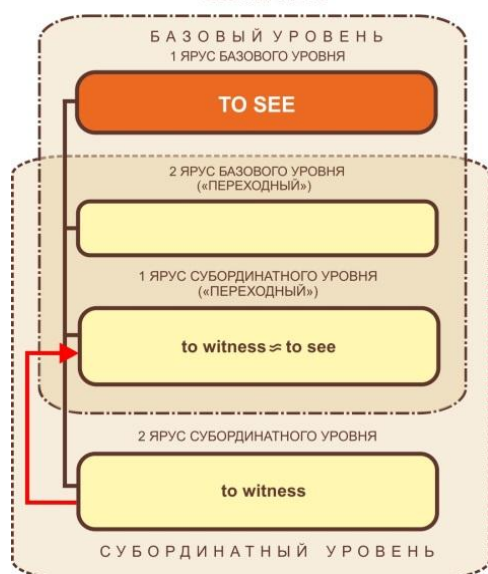 БАЗОВЫЙ УРОВЕНЬ
1 ЯРУС БАЗОВОГО УРОВНЯ
TO SEE
2 ЯРУС БАЗОВОГО УРОВНЯ
(«ПЕРЕХОДНЫЙ»)
1 ЯРУС СУБОРДИНАТНОГО УРОВНЯ
(«ПЕРЕХОДНЫЙ»)
to witness ≈ to see
2 ЯРУС СУБОРДИНАТНОГО УРОВНЯ
to witness
СУБОРДИНАТНЫЙ УРОВЕНЬ